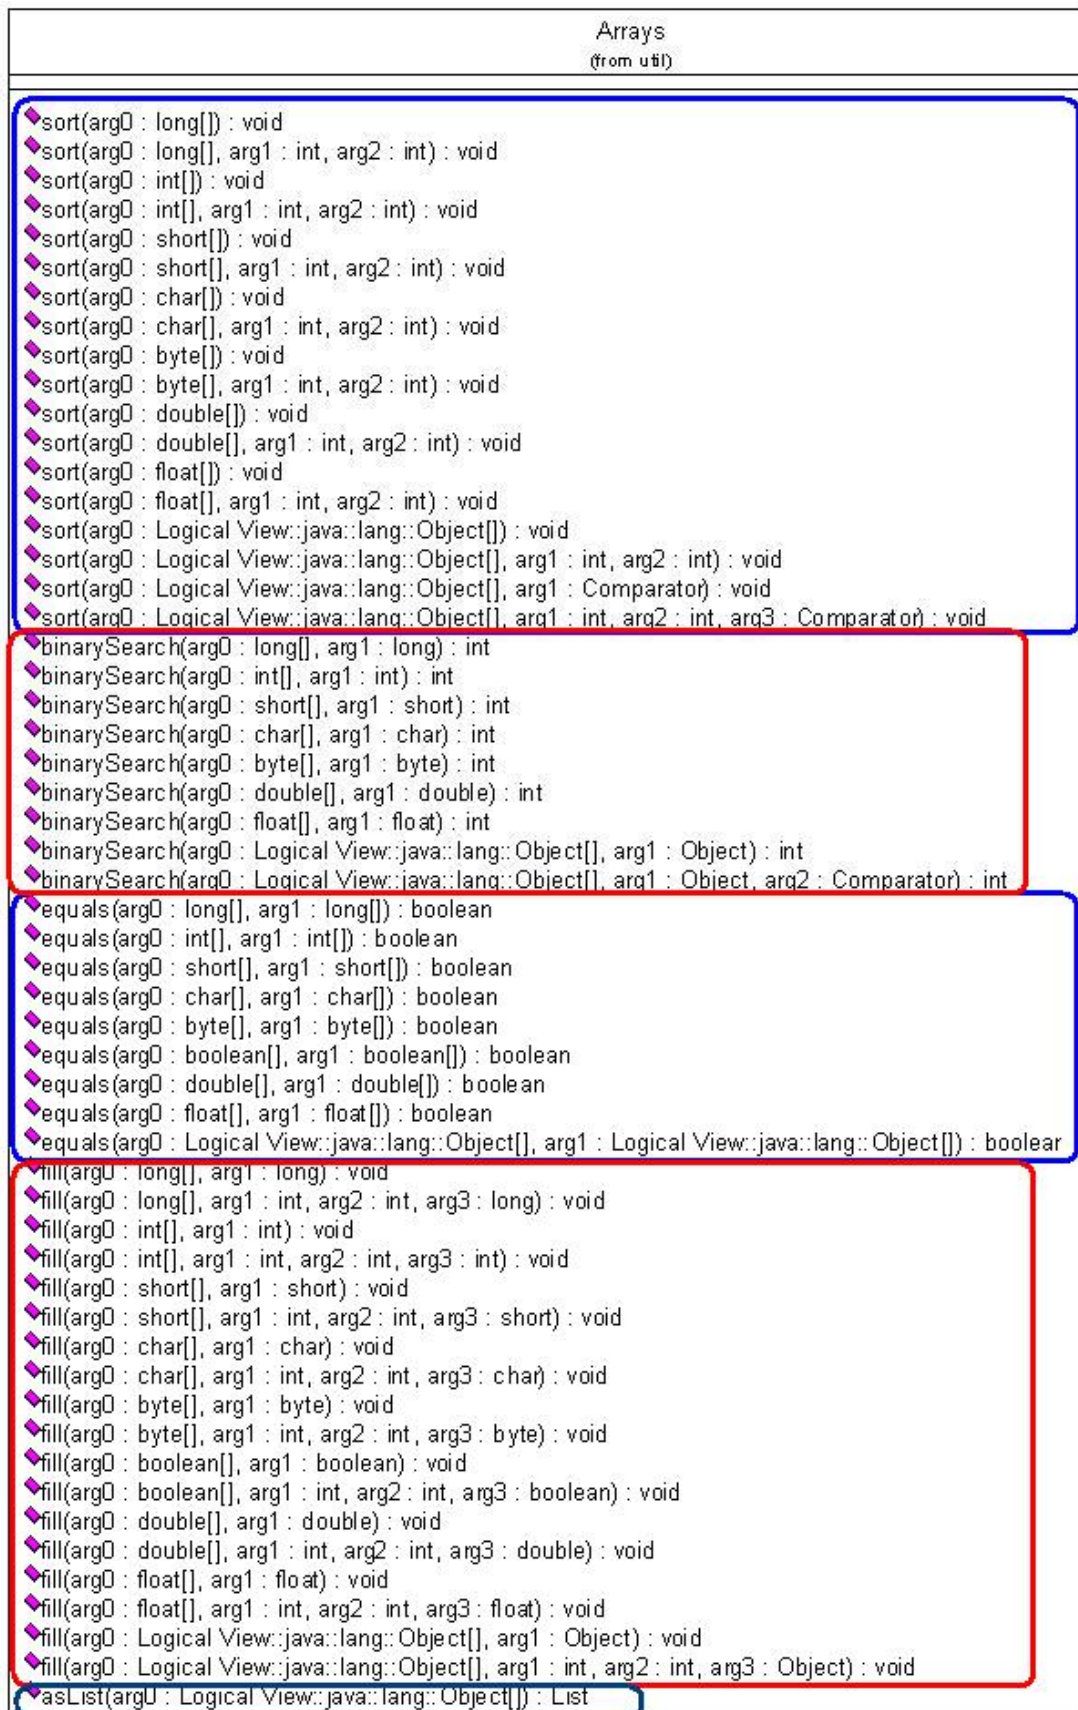 Arrays
(from util)
sort(arg0 : long[]) : void
sort(arg0 : long[], arg1 : int, arg2 : int) : void
sort(arg0 : int[]) : void
sort(arg0 : int[], arg1 : int, arg2 : int) : void
sort(arg0 : short[]) : void
sort(arg0 : short[], arg1 : int, arg2 : int) : void
sort(arg0 : char[]) : void
sort(arg0 : char[], arg1 : int, arg2 : int) : void
sort(arg0 : byte[]) : void
sort(arg0 : byte[], arg1 : int, arg2 : int) : void
sort(arg0 : double[]) : void
sort(arg0 : double[], arg1 : int, arg2 : int) : void
sort(arg0 : float[]) : void
sort(arg0 : float[], arg1 : int, arg2 : int) : void
sort(arg0 : Logical View::java::lang::Object[]) : void
sort(arg0 : Logical View::java::lang::Object[], arg1 : int, arg2 : int) : void
sort(arg0 : Logical View::java::lang::Object[], arg1 : Comparator) : void
sort(arg0 : Logical View::java::lang::Object[], arg1 : int, arg2 : int, arg3 : Comparator) : void
binarySearch(arg0 : long[], arg1 : long) : int
binarySearch(arg0 : int[], arg1 : int) : int
binarySearch(arg0 : short[], arg1 : short) : int
binarySearch(arg0 : char[], arg1 : char) : int
binarySearch(arg0 : byte[], arg1 : byte) : int
binarySearch(arg0 : double[], arg1 : double) : int
binarySearch(arg0 : float[], arg1 : float) : int
binarySearch(arg0 : Logical View::java::lang::Object[], arg1 : Object) : int
binarySearch(arg0 : Logical View::java::lang::Object[], arg1 : Object, arg2 : Comparator) : int
equals(arg0 : long[], arg1 : long[]) : boolean
equals(arg0 : int[], arg1 : int[]) : boolean
equals(arg0 : short[], arg1 : short[]) : boolean
equals(arg0 : char[], arg1 : char[]) : boolean
equals(arg0 : byte[], arg1 : byte[]) : boolean
equals(arg0 : boolean[], arg1 : boolean[]) : boolean
equals(arg0 : double[], arg1 : double[]) : boolean
equals(arg0 : float[], arg1 : float[]) : boolean
equals(arg0 : Logical View::java::lang::Object[], arg1 : Logical View::java::lang::Object[]) : boolear
fill(arg0 : long[], arg1 : long) : void
fill(arg0 : long[], arg1 : int, arg2 : int, arg3 : long) : void
fill(arg0 : int[], arg1 : int) : void
fill(arg0 : int[], arg1 : int, arg2 : int, arg3 : int) : void
fill(arg0 : short[], arg1 : short) : void
fill(arg0 : short[], arg1 : int, arg2 : int, arg3 : short) : void
fill(arg0 : char[], arg1 : char) : void
fill(arg0 : char[], arg1 : int, arg2 : int, arg3 : char) : void
fill(arg0 : byte[], arg1 : byte) : void
fill(arg0 : byte[], arg1 : int, arg2 : int, arg3 : byte) : void
fill(arg0 : boolean[], arg1 : boolean) : void
fill(arg0 : boolean[], arg1 : int, arg2 : int, arg3 : boolean) : void
fill(arg0 : double[], arg1 : double) : void
fill(arg0 : double[], arg1 : int, arg2 : int, arg3 : double) : void
fill(arg0 : float[], arg1 : float) : void
fill(arg0 : float[], arg1 : int, arg2 : int, arg3 : float) : void
fill(arg0 : Logical View::java::lang::Object[], arg1 : Object) : void
fill(arg0 : Logical View::java::lang::Object[], arg1 : int, arg2 : int, arg3 : Object) : void
asList(arg0 : Logical View::java::lang::Object[]) : List